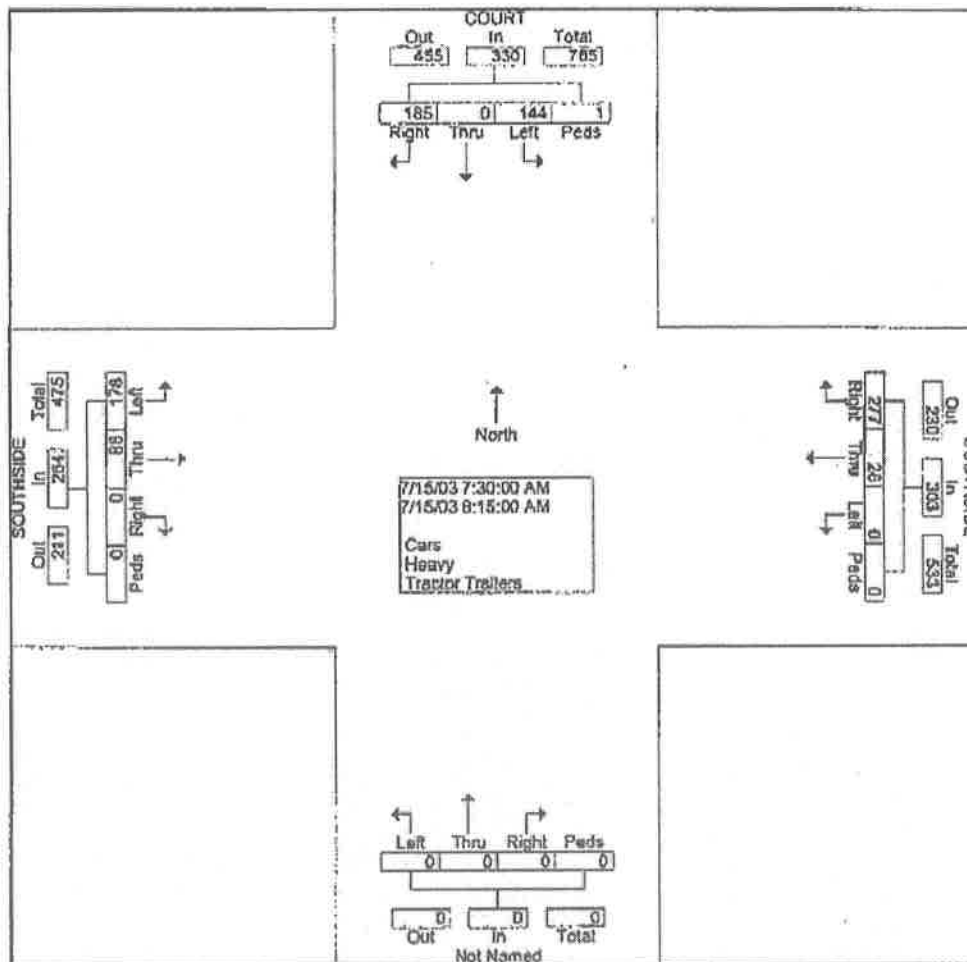 COURT
Out In Total
455 330 785
185 0 144 1
Right Thru Left Peds
SOUTHSIDE
Total In Out
475 264 211
178 86 0 0
Left Thru Right Peds
North
7/15/03 7:30:00 AM
7/15/03 8:15:00 AM
Cars
Heavy
Tractor Trailers
Right Thru Left Peds
277 26 0 0
Out In Total
230 303 533
Left Thru Right Peds
0 0 0 0
0 0 0
Out In Total
Not Named